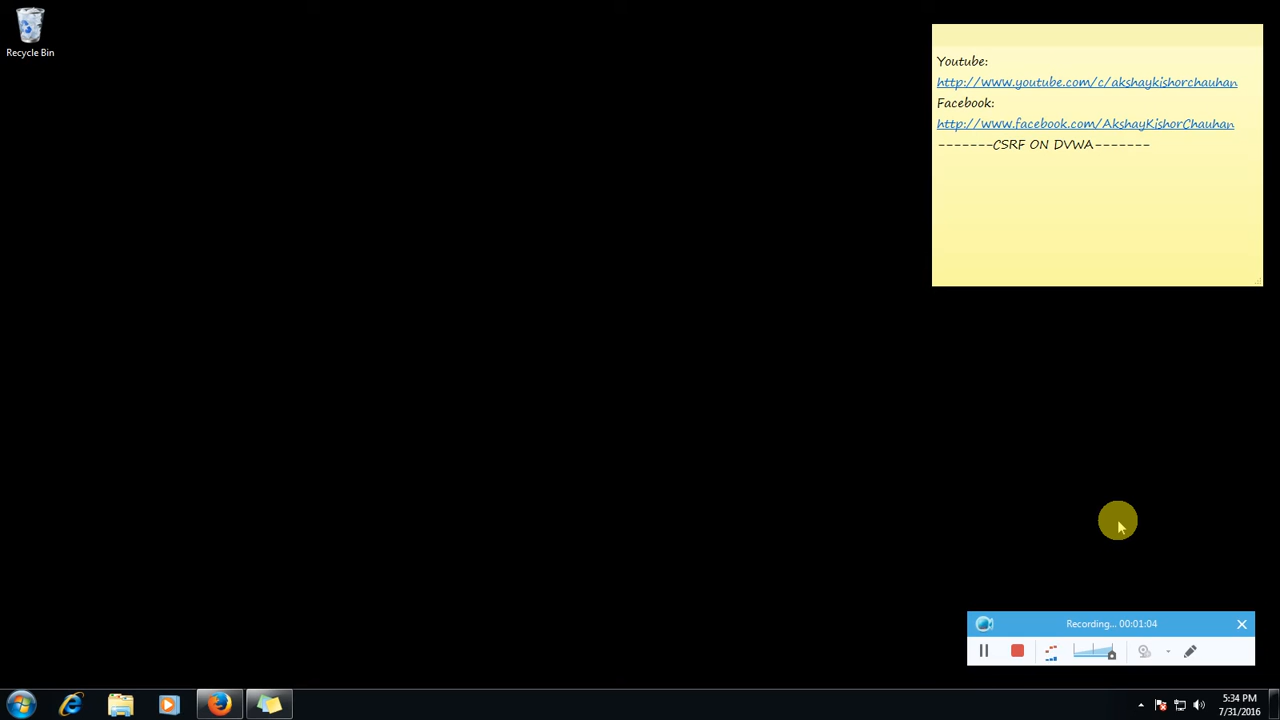 Recycle Bin
Youtube:
http://www.youtube.com/c/akshaykishorchauhan
Facebook:
http://www.facebook.com/AkshayKishorChauhan
-------CSRF ON DVWA-------
Recording... 00:01:04
5:34 PM
7/31/2016